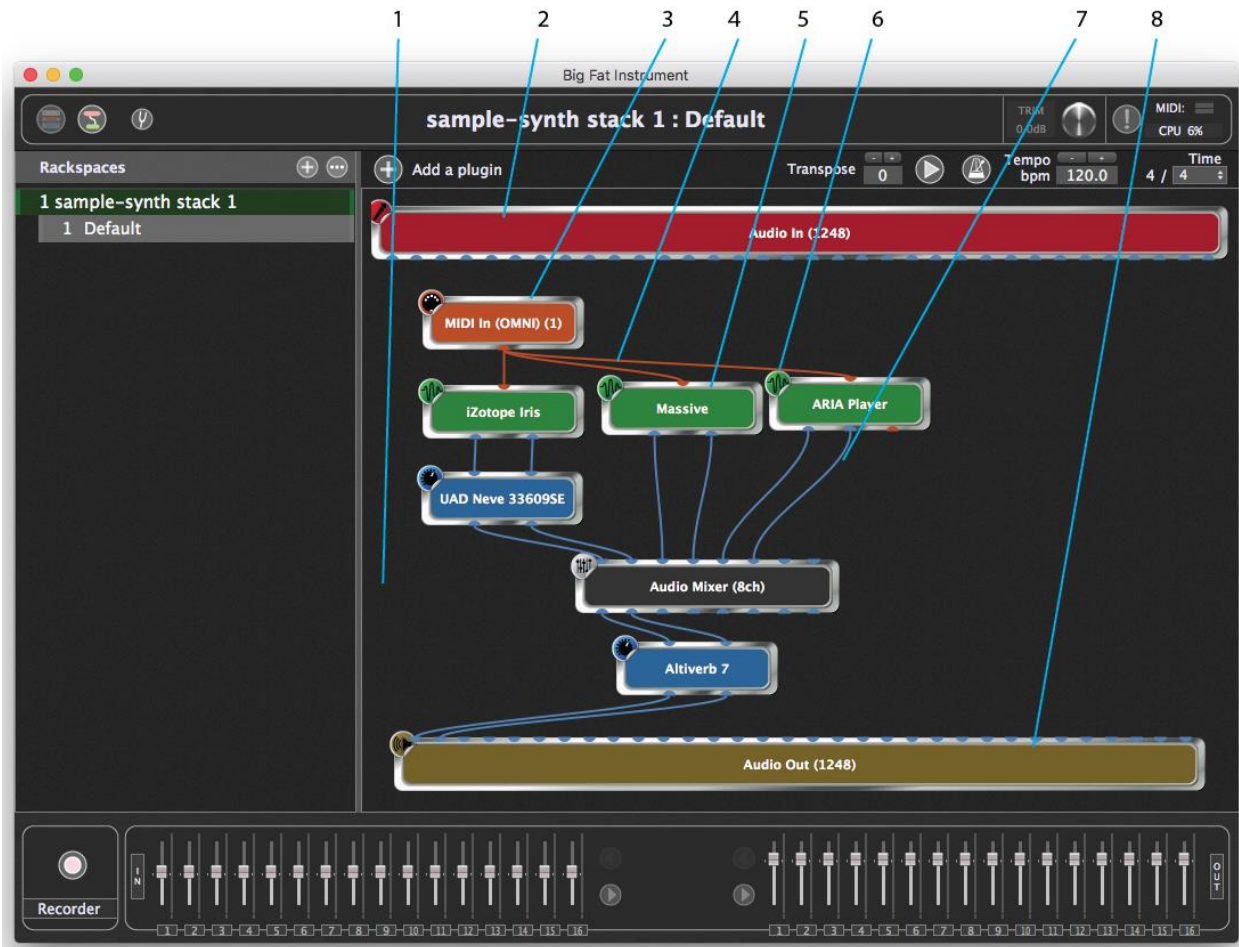 1 2 3 4 5 6 7 8
Big Fat Instrument
sample-synth stack 1 : Default
TRIM
0.0dB
MIDI:
CPU 6%
Rackspaces
Add a plugin
Transpose - + 0
Tempo bpm - + 120.0
Time
4 / 4
1 sample-synth stack 1
1 Default
Audio In (1248)
MIDI In (OMNI) (1)
iZotope Iris
Massive
ARIA Player
UAD Neve 33609SE
Audio Mixer (8ch)
Altiverb 7
Audio Out (1248)
Recorder
IN
1 2 3 4 5 6 7 8 9 10 11 12 13 14 15 16
1 2 3 4 5 6 7 8 9 10 11 12 13 14 15 16
OUT